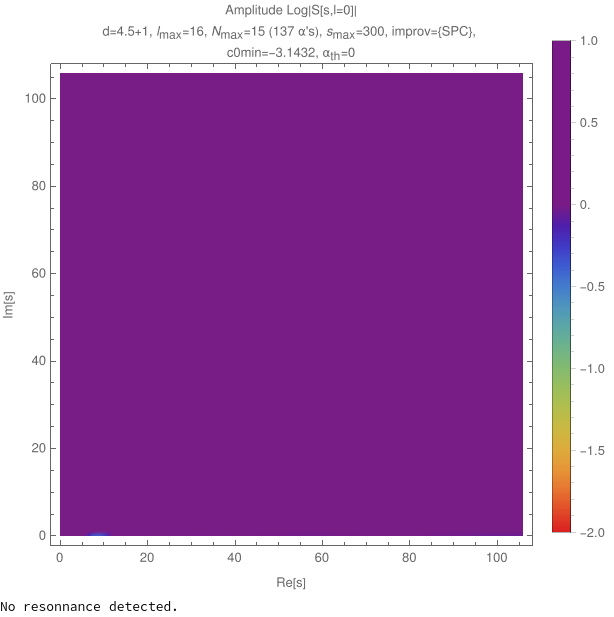 Amplitude Log|S[s,l=0]|
d=4.5+1, lmax=16, Nmax=15 (137 α's), smax=300, improv={SPC},
c0min=−3.1432, αth=0
1.0
0.5
0.
−0.5
−1.0
−1.5
−2.0
100
80
60
40
20
0
Im[s]
0 20 40 60 80 100
Re[s]
No resonnance detected.